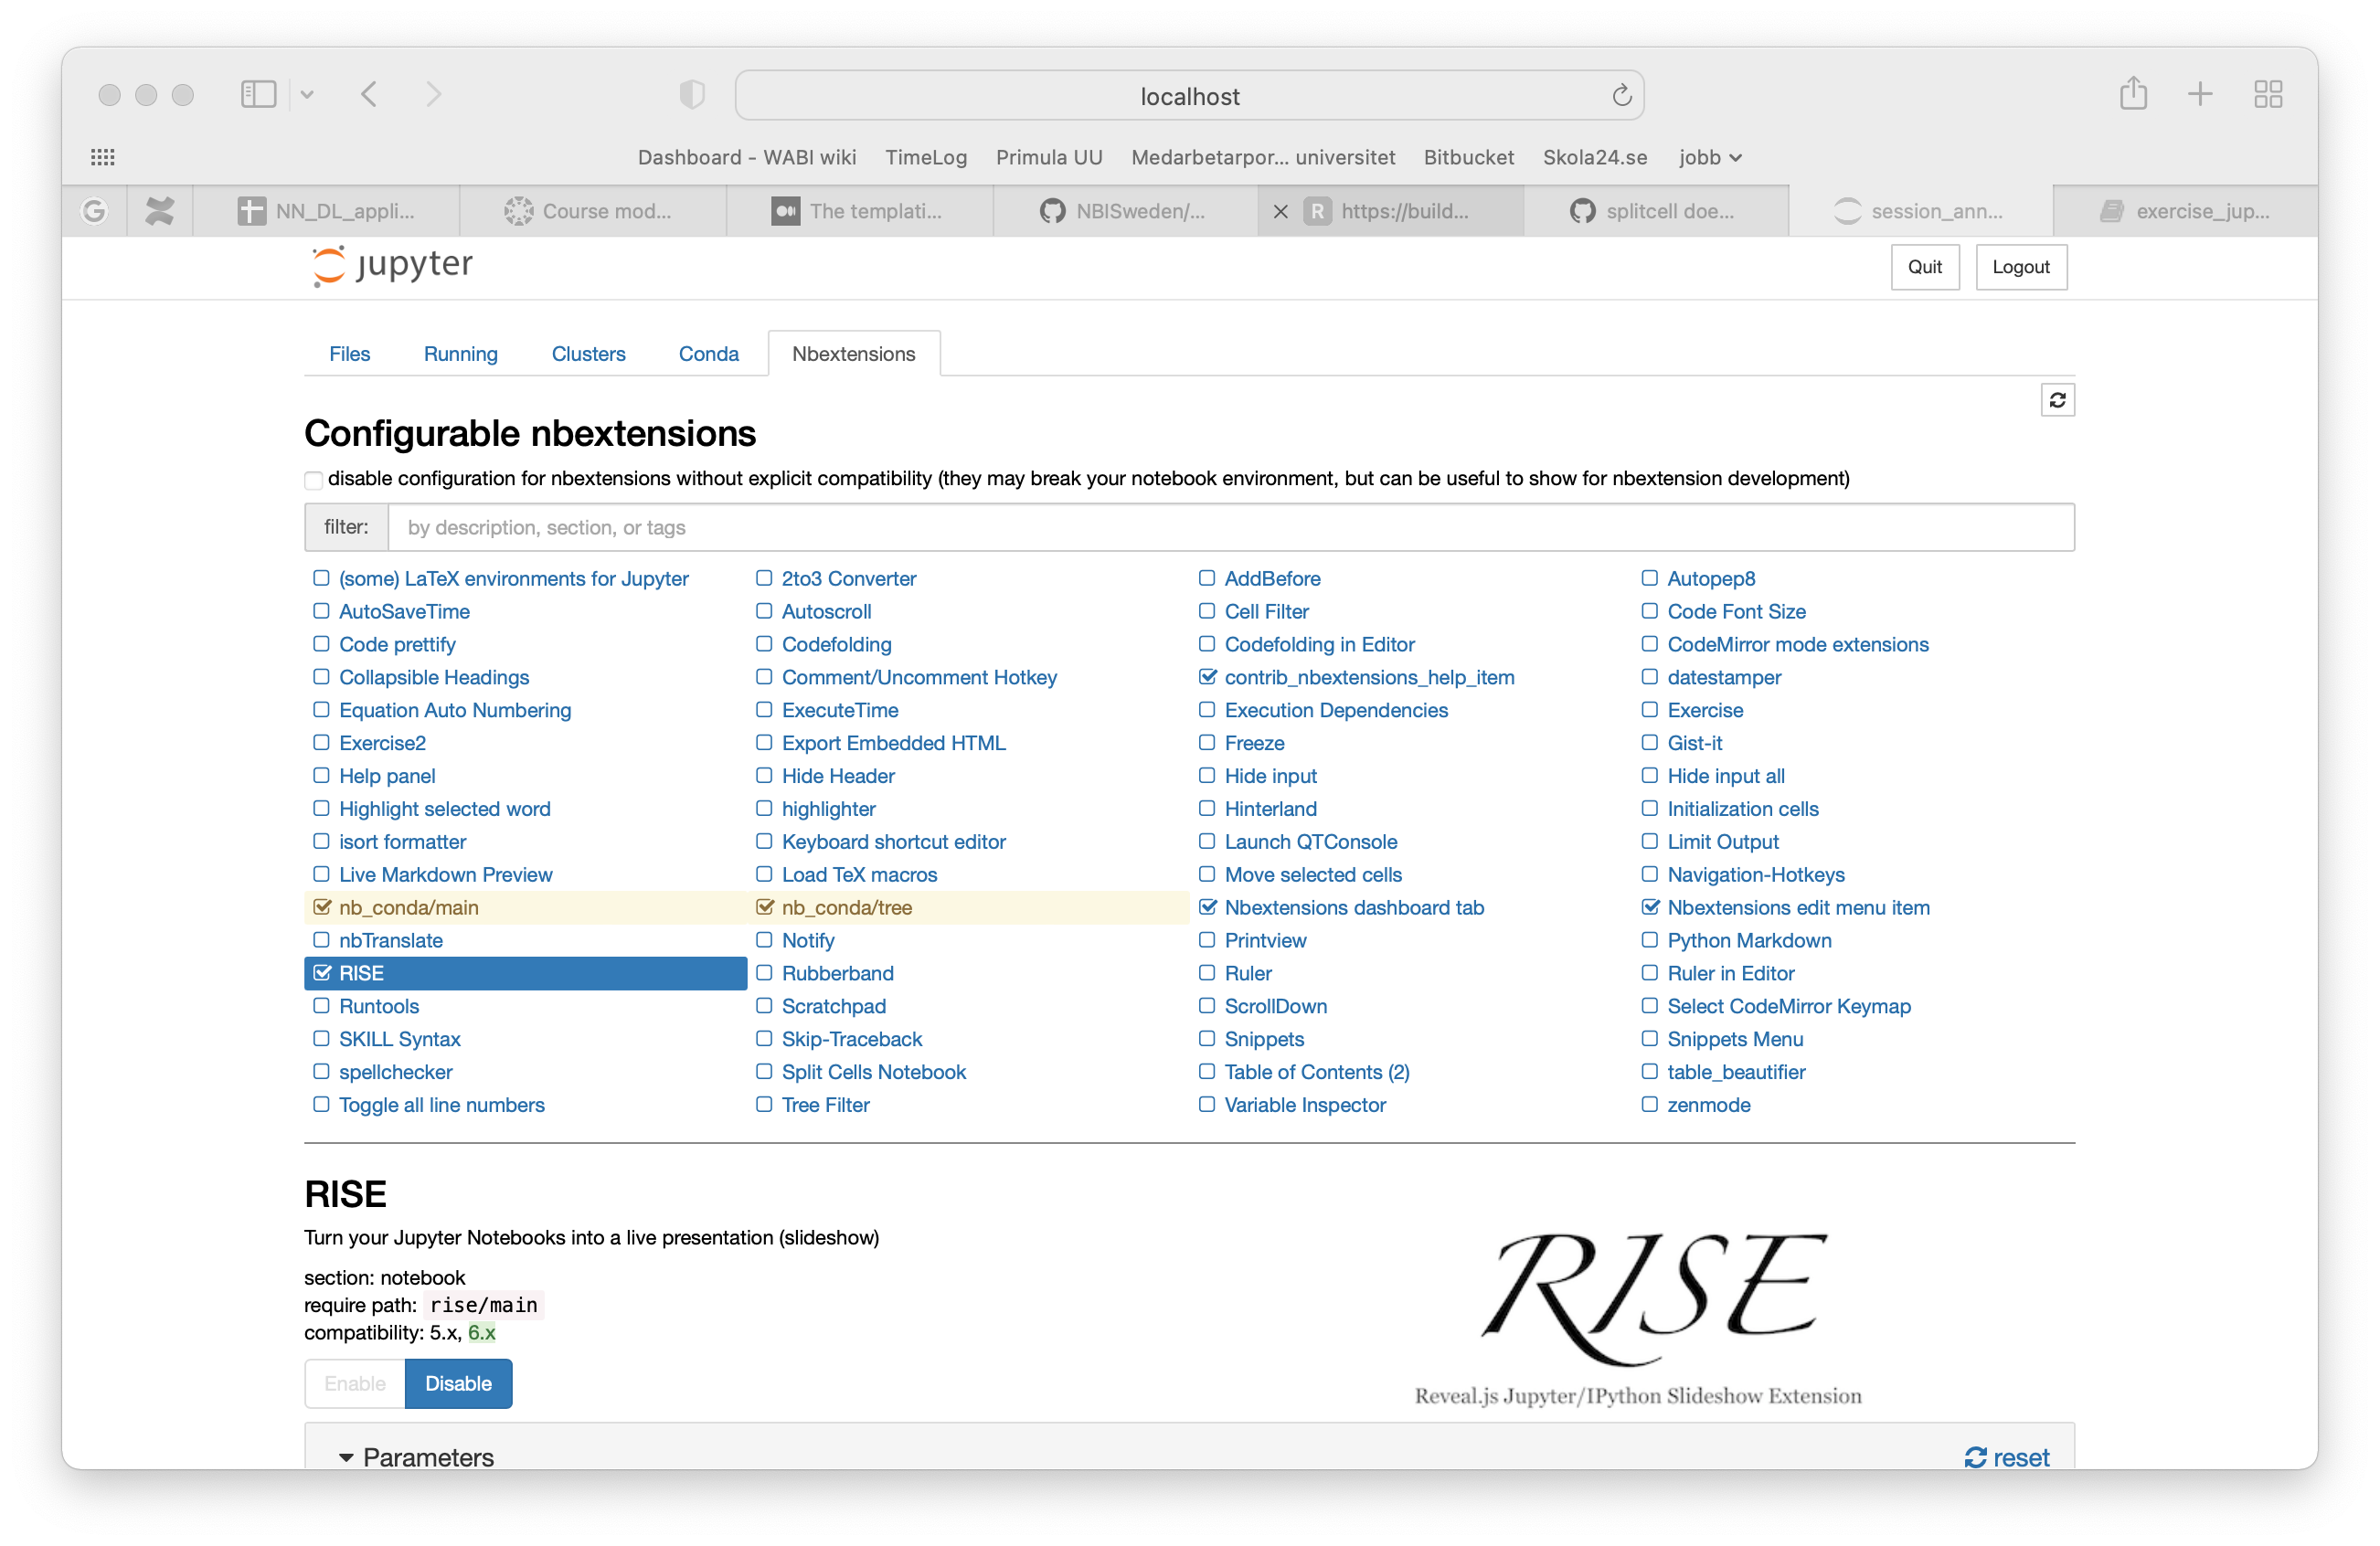 localhost
Dashboard - WABI wiki TimeLog Primula UU Medarbetarpor... universitet Bitbucket Skola24.se jobb
G NN_DL_appli... Course mod... The templati... NBISweden/... R https://build... splitcell doe... session_ann... exercise_jup...
jupyter Quit Logout
Files Running Clusters Conda Nbextensions
Configurable nbextensions
disable configuration for nbextensions without explicit compatibility (they may break your notebook environment, but can be useful to show for nbextension development)
filter: by description, section, or tags
(some) LaTeX environments for Jupyter 2to3 Converter AddBefore Autopep8
AutoSaveTime Autoscroll Cell Filter Code Font Size
Code prettify Codefolding Codefolding in Editor CodeMirror mode extensions
Collapsible Headings Comment/Uncomment Hotkey contrib_nbextensions_help_item datestamper
Equation Auto Numbering ExecuteTime Execution Dependencies Exercise
Exercise2 Export Embedded HTML Freeze Gist-it
Help panel Hide Header Hide input Hide input all
Highlight selected word highlighter Hinterland Initialization cells
isort formatter Keyboard shortcut editor Launch QTConsole Limit Output
Live Markdown Preview Load TeX macros Move selected cells Navigation-Hotkeys
nb_conda/main nb_conda/tree Nbextensions dashboard tab Nbextensions edit menu item
nbTranslate Notify Printview Python Markdown
RISE Rubberband Ruler Ruler in Editor
Runtools Scratchpad ScrollDown Select CodeMirror Keymap
SKILL Syntax Skip-Traceback Snippets Snippets Menu
spellchecker Split Cells Notebook Table of Contents (2) table_beautifier
Toggle all line numbers Tree Filter Variable Inspector zenmode
RISE
Turn your Jupyter Notebooks into a live presentation (slideshow)
section: notebook
require path: rise/main
compatibility: 5.x, 6.x
Enable Disable
RISE
Reveal.js Jupyter/IPython Slideshow Extension
Parameters reset